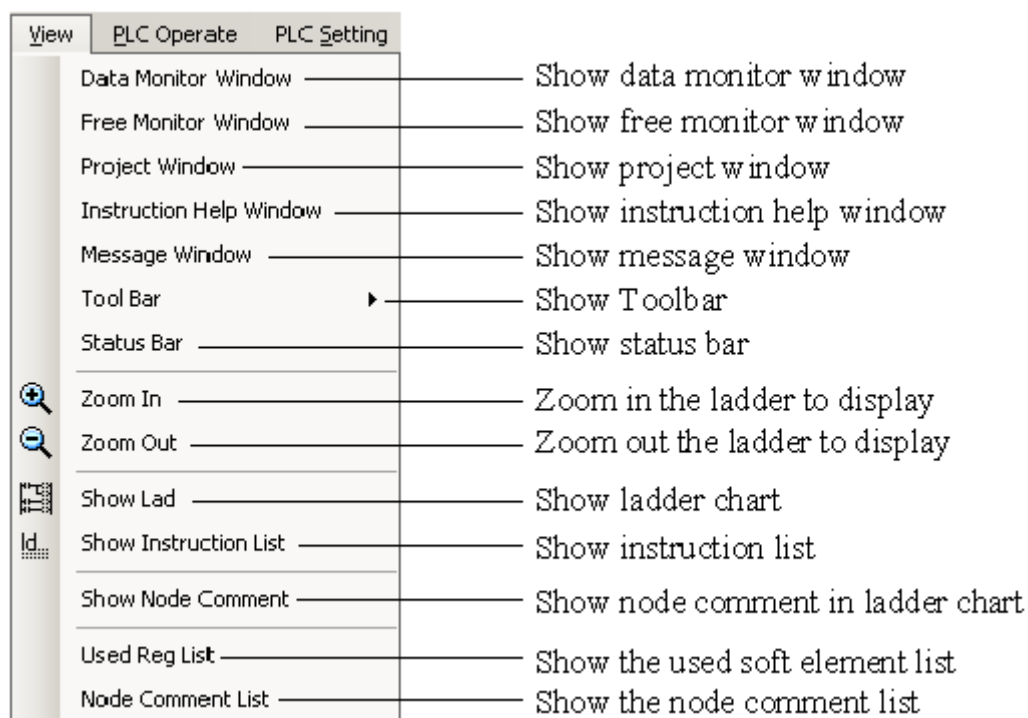 View PLC Operate PLC Setting
Data Monitor Window Show data monitor window
Free Monitor Window Show free monitor window
Project Window Show project window
Instruction Help Window Show instruction help window
Message Window Show message window
Tool Bar Show Toolbar
Status Bar Show status bar
Zoom In Zoom in the ladder to display
Zoom Out Zoom out the ladder to display
Show Lad Show ladder chart
ld... Show Instruction List Show instruction list
Show Node Comment Show node comment in ladder chart
Used Reg List Show the used soft element list
Node Comment List Show the node comment list